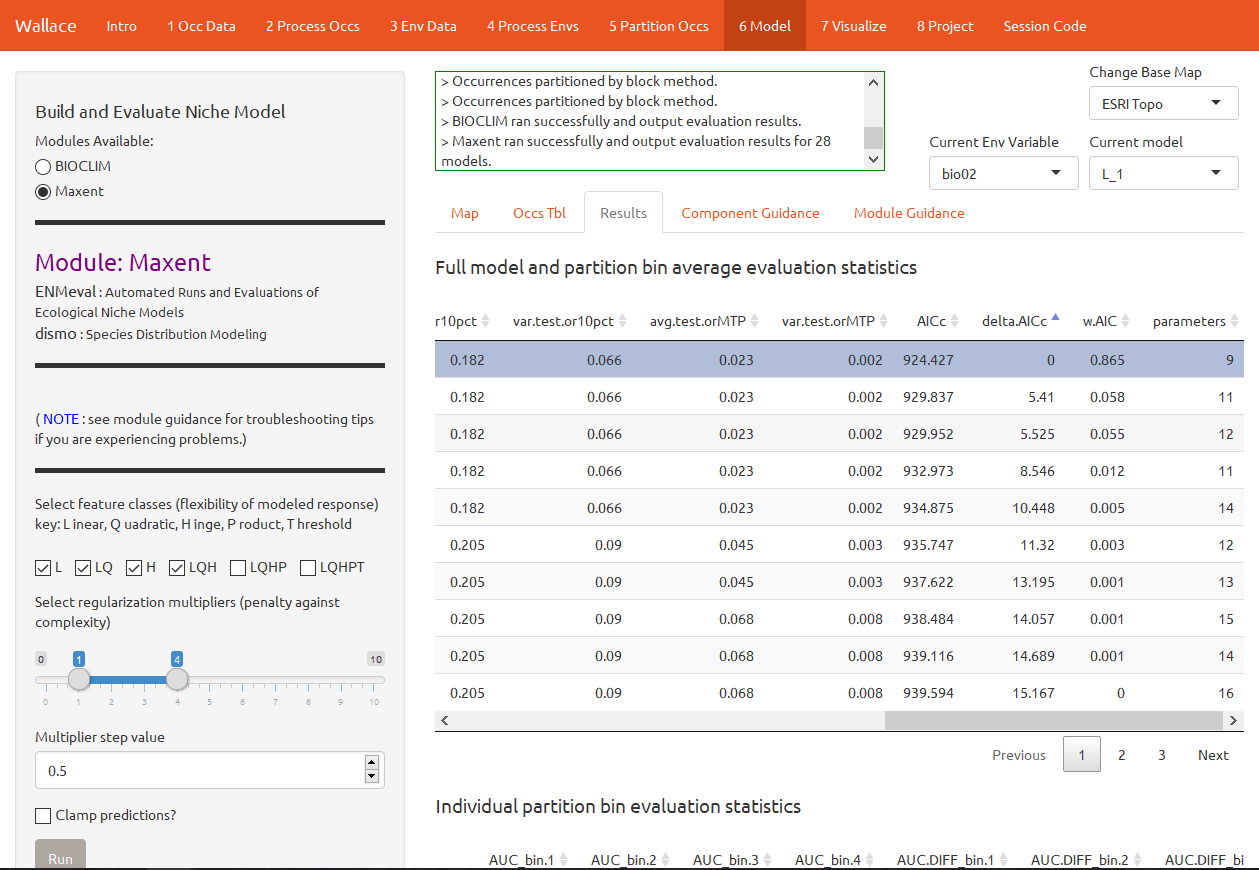 Wallace Intro 1 Occ Data 2 Process Occs 3 Env Data 4 Process Envs 5 Partition Occs 6 Model 7 Visualize 8 Project Session Code
Build and Evaluate Niche Model
Modules Available:
BIOCLIM
Maxent
Module: Maxent
ENMeval : Automated Runs and Evaluations of
Ecological Niche Models
dismo : Species Distribution Modeling
( NOTE : see module guidance for troubleshooting tips
if you are experiencing problems.)
Select feature classes (flexibility of modeled response)
key: L inear, Q uadratic, H inge, P roduct, T hreshold
L LQ H LQH LQHP LQHPT
Select regularization multipliers (penalty against
complexity)
0 1 4 10
0 1 2 3 4 5 6 7 8 9 10
Multiplier step value
0.5
Clamp predictions?
Run
> Occurrences partitioned by block method.
> Occurrences partitioned by block method.
> BIOCLIM ran successfully and output evaluation results.
> Maxent ran successfully and output evaluation results for 28
models.
Change Base Map
ESRI Topo
Current Env Variable Current model
bio02 L_1
Map Occs Tbl Results Component Guidance Module Guidance
Full model and partition bin average evaluation statistics
r10pct var.test.or10pct avg.test.orMTP var.test.orMTP AICc delta.AICc w.AIC parameters
0.182 0.066 0.023 0.002 924.427 0 0.865 9
0.182 0.066 0.023 0.002 929.837 5.41 0.058 11
0.182 0.066 0.023 0.002 929.952 5.525 0.055 12
0.182 0.066 0.023 0.002 932.973 8.546 0.012 11
0.182 0.066 0.023 0.002 934.875 10.448 0.005 14
0.205 0.09 0.045 0.003 935.747 11.32 0.003 12
0.205 0.09 0.045 0.003 937.622 13.195 0.001 13
0.205 0.09 0.068 0.008 938.484 14.057 0.001 15
0.205 0.09 0.068 0.008 939.116 14.689 0.001 14
0.205 0.09 0.068 0.008 939.594 15.167 0 16
Previous 1 2 3 Next
Individual partition bin evaluation statistics
AUC_bin.1 AUC_bin.2 AUC_bin.3 AUC_bin.4 AUC.DIFF_bin.1 AUC.DIFF_bin.2 AUC.DIFF_bi